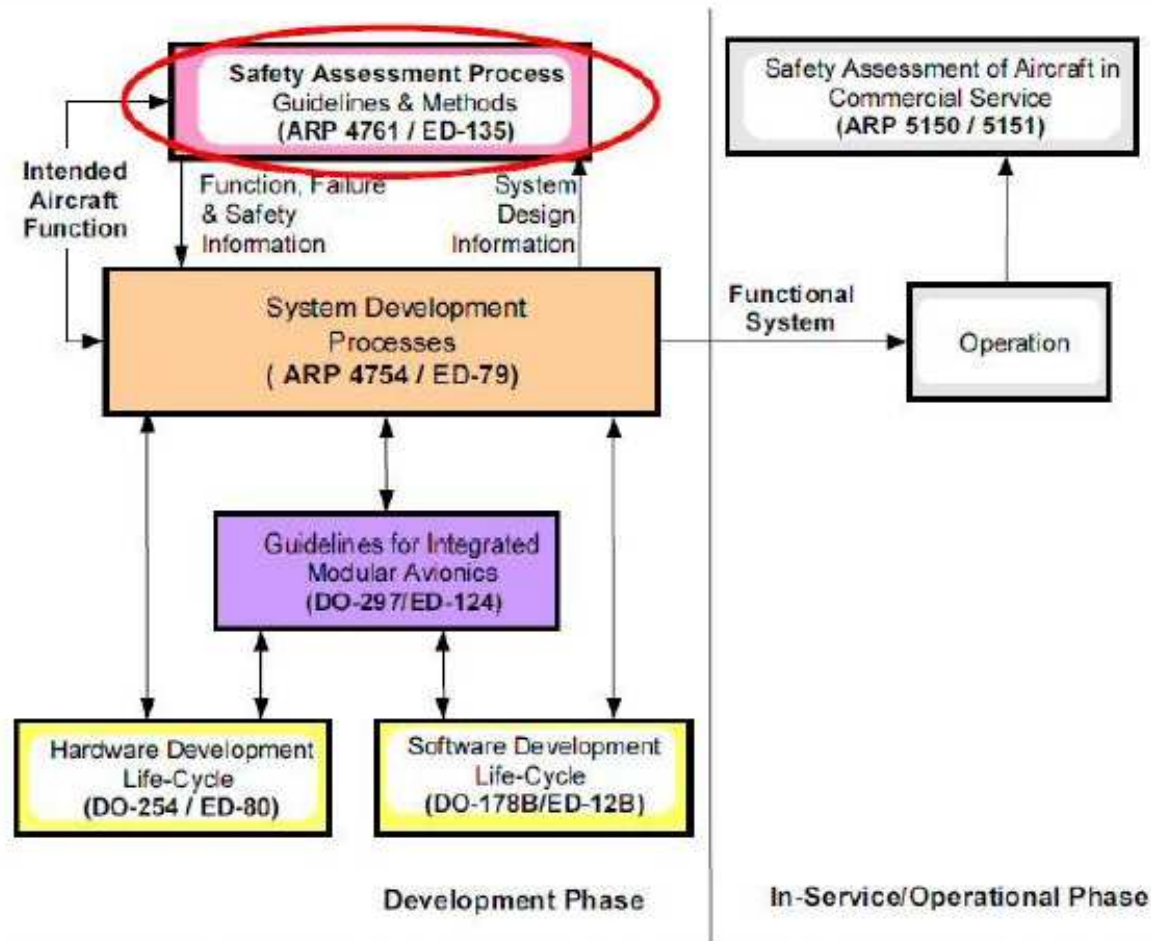 Safety Assessment Process
Guidelines & Methods
(ARP 4761 / ED-135)
Safety Assessment of Aircraft in
Commercial Service
(ARP 5150 / 5151)
Intended
Aircraft
Function
Function, Failure
& Safety
Information
System
Design
Information
System Development
Processes
( ARP 4754 / ED-79)
Functional
System
Operation
Guidelines for Integrated
Modular Avionics
(DO-297/ED-124)
Hardware Development
Life-Cycle
(DO-254 / ED-80)
Software Development
Life-Cycle
(DO-178B/ED-12B)
Development Phase
In-Service/Operational Phase